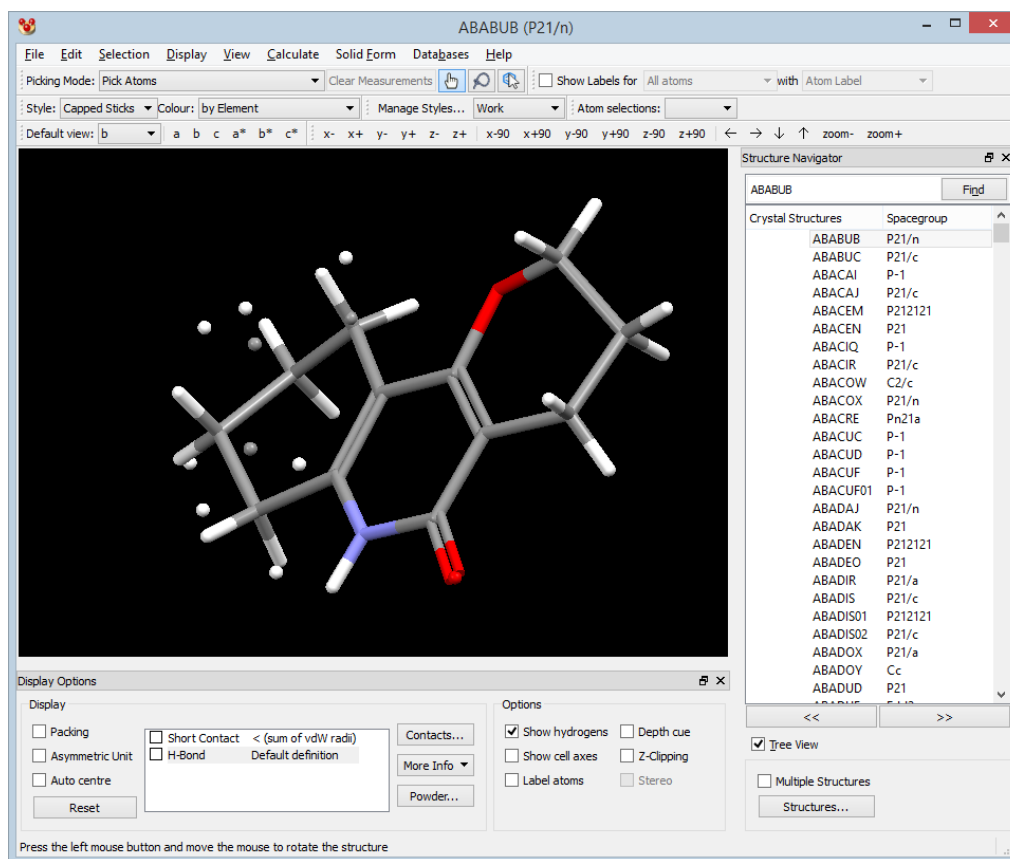 ABABUB (P21/n)
File Edit Selection Display View Calculate Solid Form Databases Help
Picking Mode: Pick Atoms Clear Measurements Show Labels for All atoms with Atom Label
Style: Capped Sticks Colour: by Element Manage Styles... Work Atom selections:
Default view: b a b c a* b* c* x- x+ y- y+ z- z+ x-90 x+90 y-90 y+90 z-90 z+90 ← → ↓ ↑ zoom- zoom+
Structure Navigator
ABABUB Find
Crystal Structures Spacegroup
ABABUB P21/n
ABABUC P21/c
ABACAI P-1
ABACAJ P21/c
ABACEM P212121
ABACEN P21
ABACIQ P-1
ABACIR P21/c
ABACOW C2/c
ABACOX P21/n
ABACRE Pn21a
ABACUC P-1
ABACUD P-1
ABACUF P-1
ABACUF01 P-1
ABADAJ P21/n
ABADAK P21
ABADEN P212121
ABADEO P21
ABADIR P21/a
ABADIS P21/c
ABADIS01 P212121
ABADIS02 P21/c
ABADOX P21/a
ABADOY Cc
ABADUD P21
<< >>
Tree View
Multiple Structures
Structures...
Display Options
Display
Packing
Asymmetric Unit
Auto centre
Reset
Short Contact < (sum of vdW radii)
H-Bond Default definition
Contacts...
More Info
Powder...
Options
Show hydrogens Depth cue
Show cell axes Z-Clipping
Label atoms Stereo
Press the left mouse button and move the mouse to rotate the structure